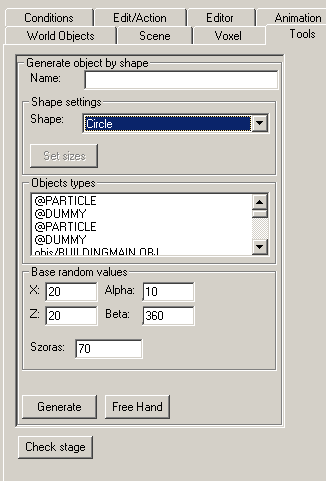 Conditions Edit/Action Editor Animation
World Objects Scene Voxel Tools
Generate object by shape
Name:
Shape settings
Shape: Circle
Set sizes
Objects types
@PARTICLE
@DUMMY
@PARTICLE
@DUMMY
objs/BUILDINGMAIN.OBJ
Base random values
X: 20 Alpha: 10
Z: 20 Beta: 360
Szoras: 70
Generate Free Hand
Check stage